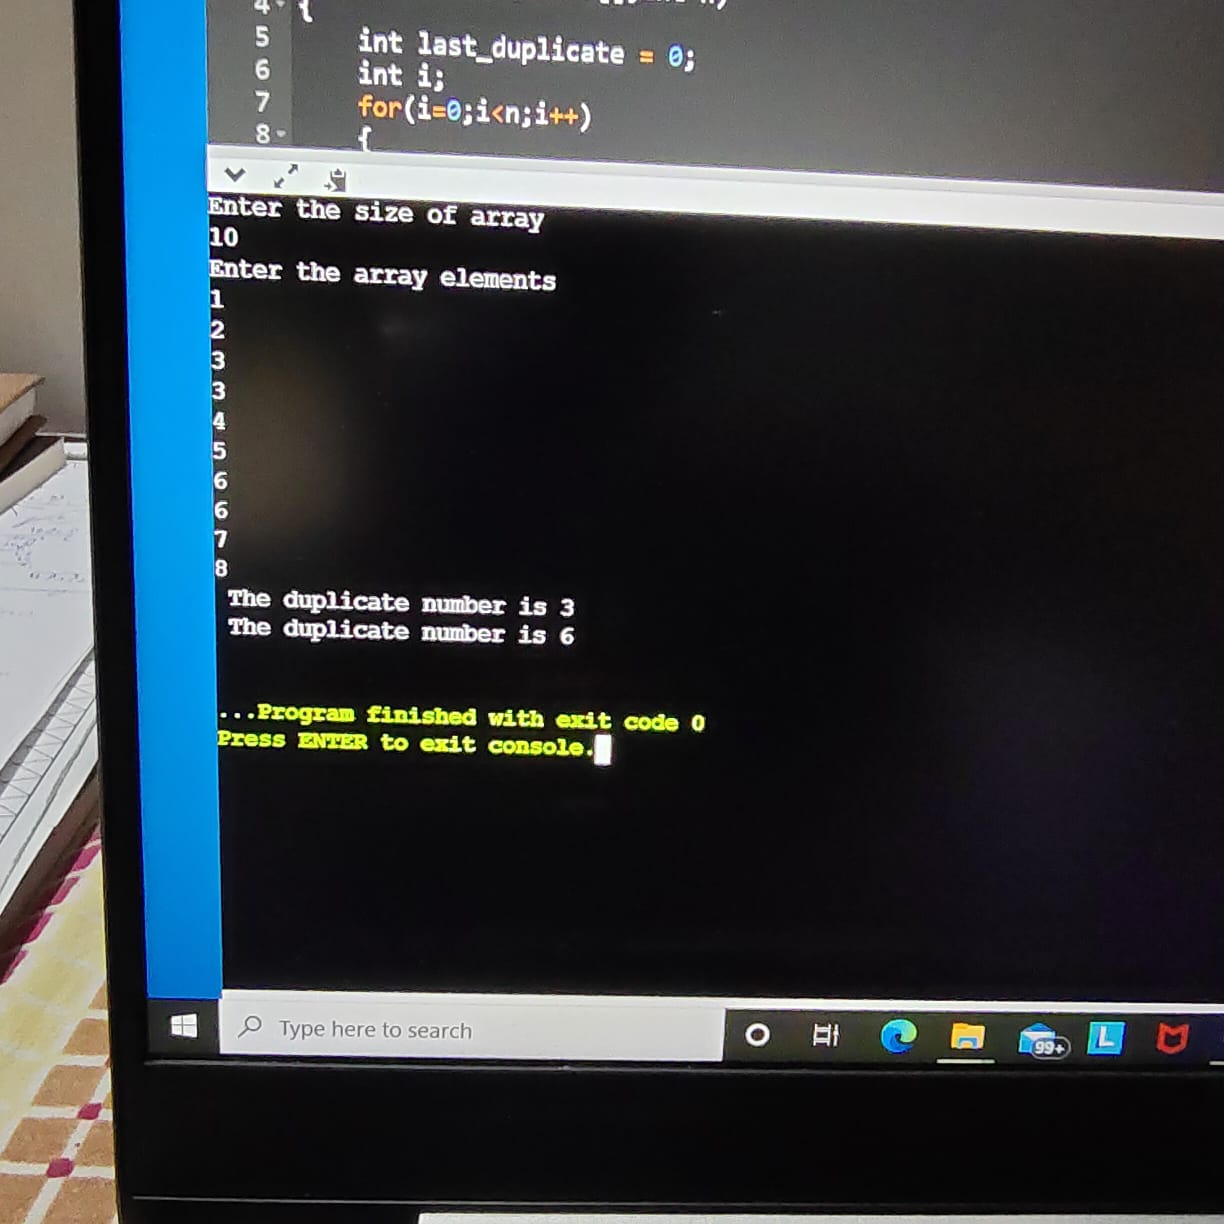 4 {
5 int last_duplicate = 0;
6 int i;
7 for(i=0;i<n;i++)
8 {
Enter the size of array
10
Enter the array elements
1
2
3
3
4
5
6
6
7
8
The duplicate number is 3
The duplicate number is 6
...Program finished with exit code 0
Press ENTER to exit console.
Type here to search
99+
L